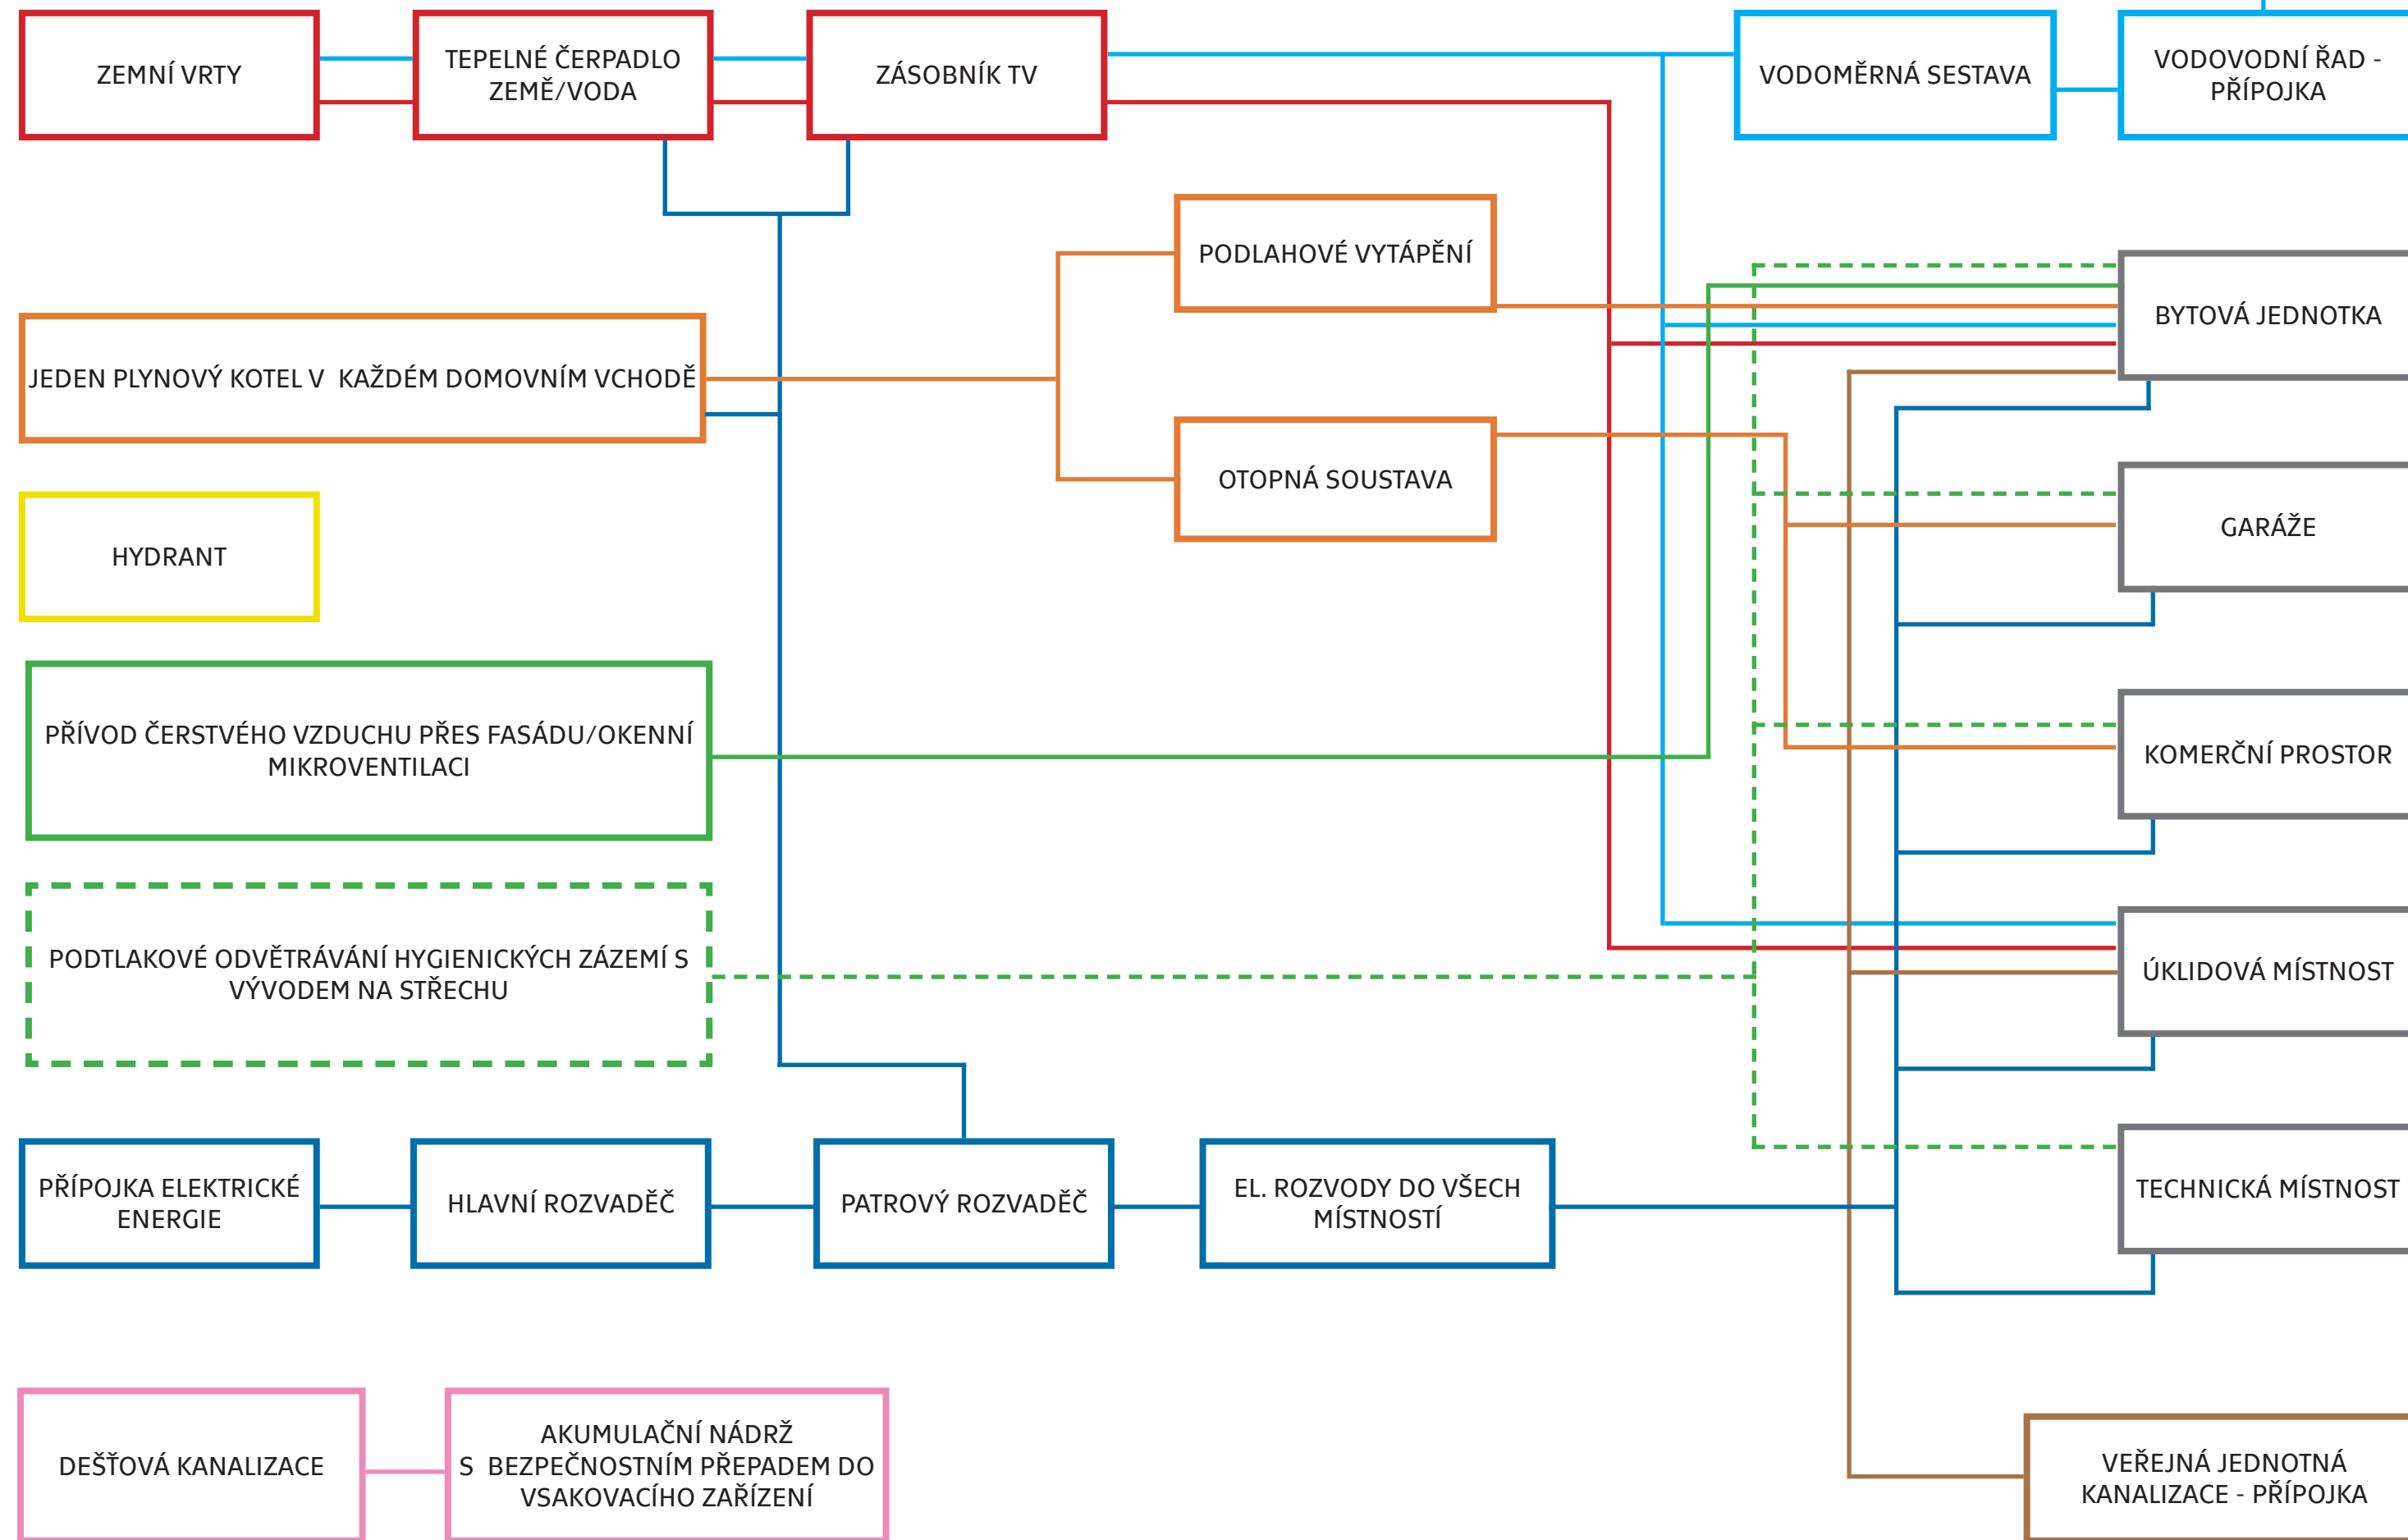 ZEMNÍ VRTY
TEPELNÉ ČERPADLO
ZEMĚ/VODA
ZÁSOBNÍK TV
VODOMĚRNÁ SESTAVA
VODOVODNÍ ŘAD -
PŘÍPOJKA
PODLAHOVÉ VYTÁPĚNÍ
BYTOVÁ JEDNOTKA
JEDEN PLYNOVÝ KOTEL V  KAŽDÉM DOMOVNÍM VCHODĚ
OTOPNÁ SOUSTAVA
GARÁŽE
HYDRANT
PŘÍVOD ČERSTVÉHO VZDUCHU PŘES FASÁDU/OKENNÍ
MIKROVENTILACI
KOMERČNÍ PROSTOR
PODTLAKOVÉ ODVĚTRÁVÁNÍ HYGIENICKÝCH ZÁZEMÍ S
VÝVODEM NA STŘECHU
ÚKLIDOVÁ MÍSTNOST
PŘÍPOJKA ELEKTRICKÉ
ENERGIE
HLAVNÍ ROZVADĚČ
PATROVÝ ROZVADĚČ
EL. ROZVODY DO VŠECH
MÍSTNOSTÍ
TECHNICKÁ MÍSTNOST
DEŠŤOVÁ KANALIZACE
AKUMULAČNÍ NÁDRŽ
S  BEZPEČNOSTNÍM PŘEPADEM DO
VSAKOVACÍHO ZAŘÍZENÍ
VEŘEJNÁ JEDNOTNÁ
KANALIZACE - PŘÍPOJKA